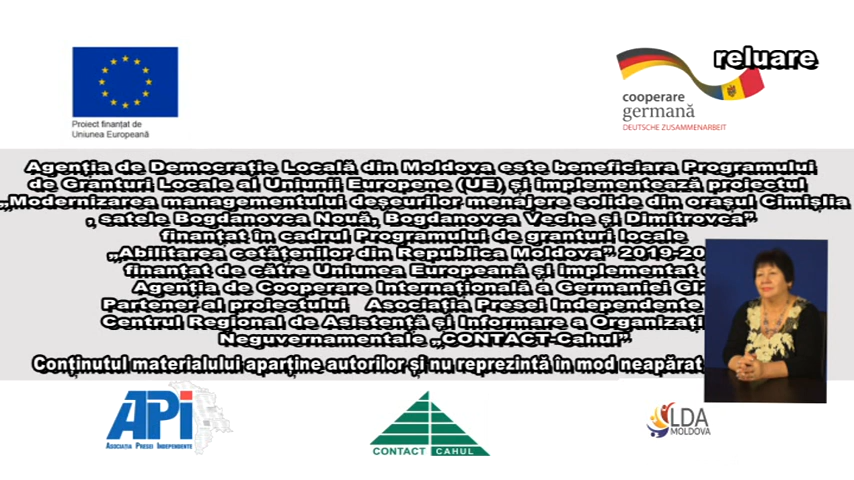 reluare
Proiect finanțat de
Uniunea Europeană
cooperare
germană
DEUTSCHE ZUSAMMENARBEIT
Agenția de Democrație Locală din Moldova este beneficiara Programului
de Granturi Locale al Uniunii Europene (UE) și implementează proiectul
„Modernizarea managementului deșeurilor menajere solide din orașul Cimișlia
, satele Bogdanovca Nouă, Bogdanovca Veche și Dimitrovca”
finanțat în cadrul Programului de granturi locale
„Abilitarea cetățenilor din Republica Moldova” 2019-20
finanțat de către Uniunea Europeană și implementat
Agenția de Cooperare Internațională a Germaniei GIZ
Partener al proiectului Asociația Presei Independente
Centrul Regional de Asistență și Informare a Organizați
Neguvernamentale „CONTACT-Cahul”
Conținutul materialului aparține autorilor și nu reprezintă în mod neapărat
APi
ASOCIAȚIA PRESEI INDEPENDENTE
CONTACT CAHUL
LDA
MOLDOVA